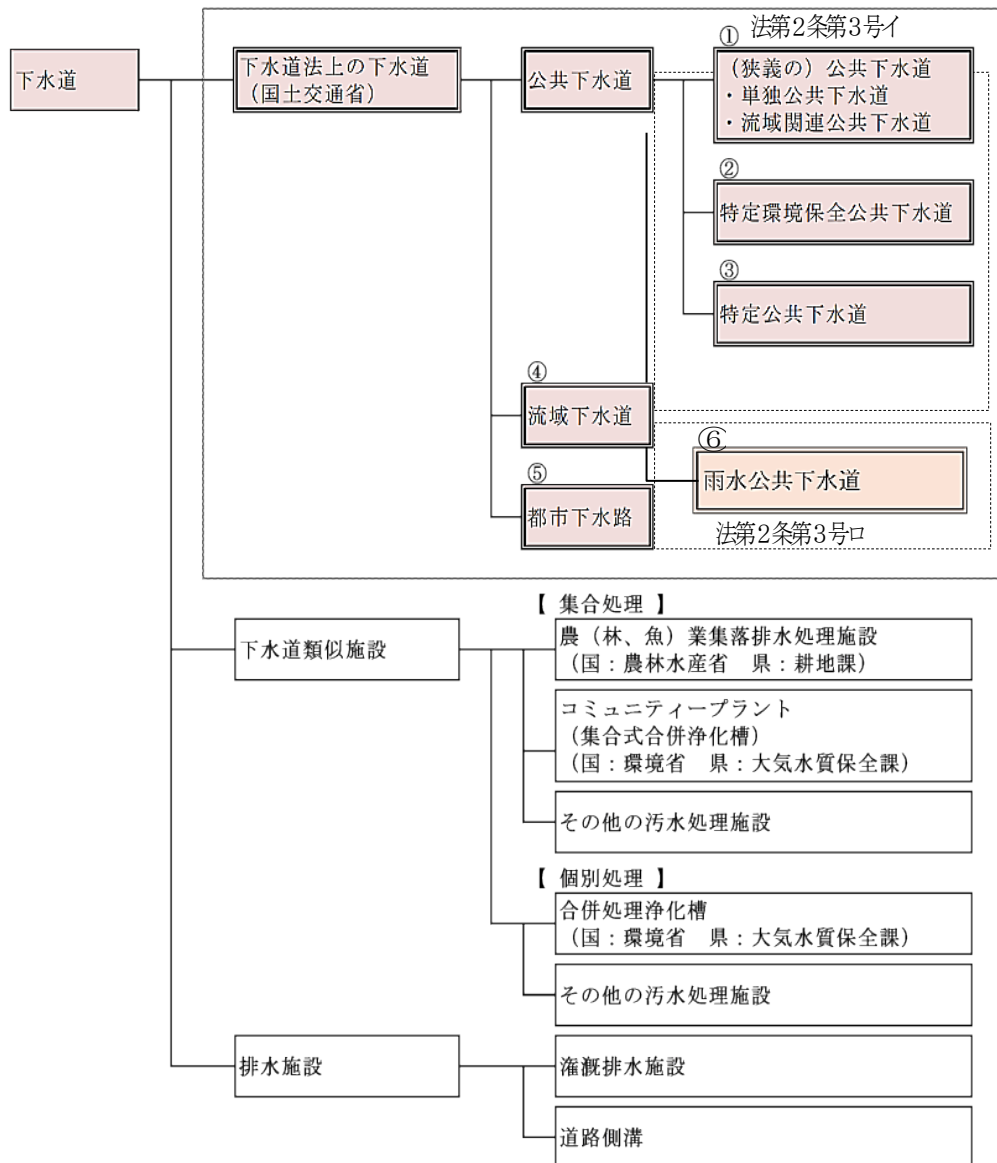 法第2条第3号イ
下水道
下水道法上の下水道
（国土交通省）
公共下水道
①
（狭義の）公共下水道
・単独公共下水道
・流域関連公共下水道
②
特定環境保全公共下水道
③
特定公共下水道
④
流域下水道
⑤
都市下水路
⑥
雨水公共下水道
法第2条第3号ロ
下水道類似施設
【 集合処理 】
農（林、魚）業集落排水処理施設
（国：農林水産省　県：耕地課）
コミュニティープラント
（集合式合併浄化槽）
（国：環境省　県：大気水質保全課）
その他の汚水処理施設
【 個別処理 】
合併処理浄化槽
（国：環境省　県：大気水質保全課）
その他の汚水処理施設
排水施設
灌漑排水施設
道路側溝